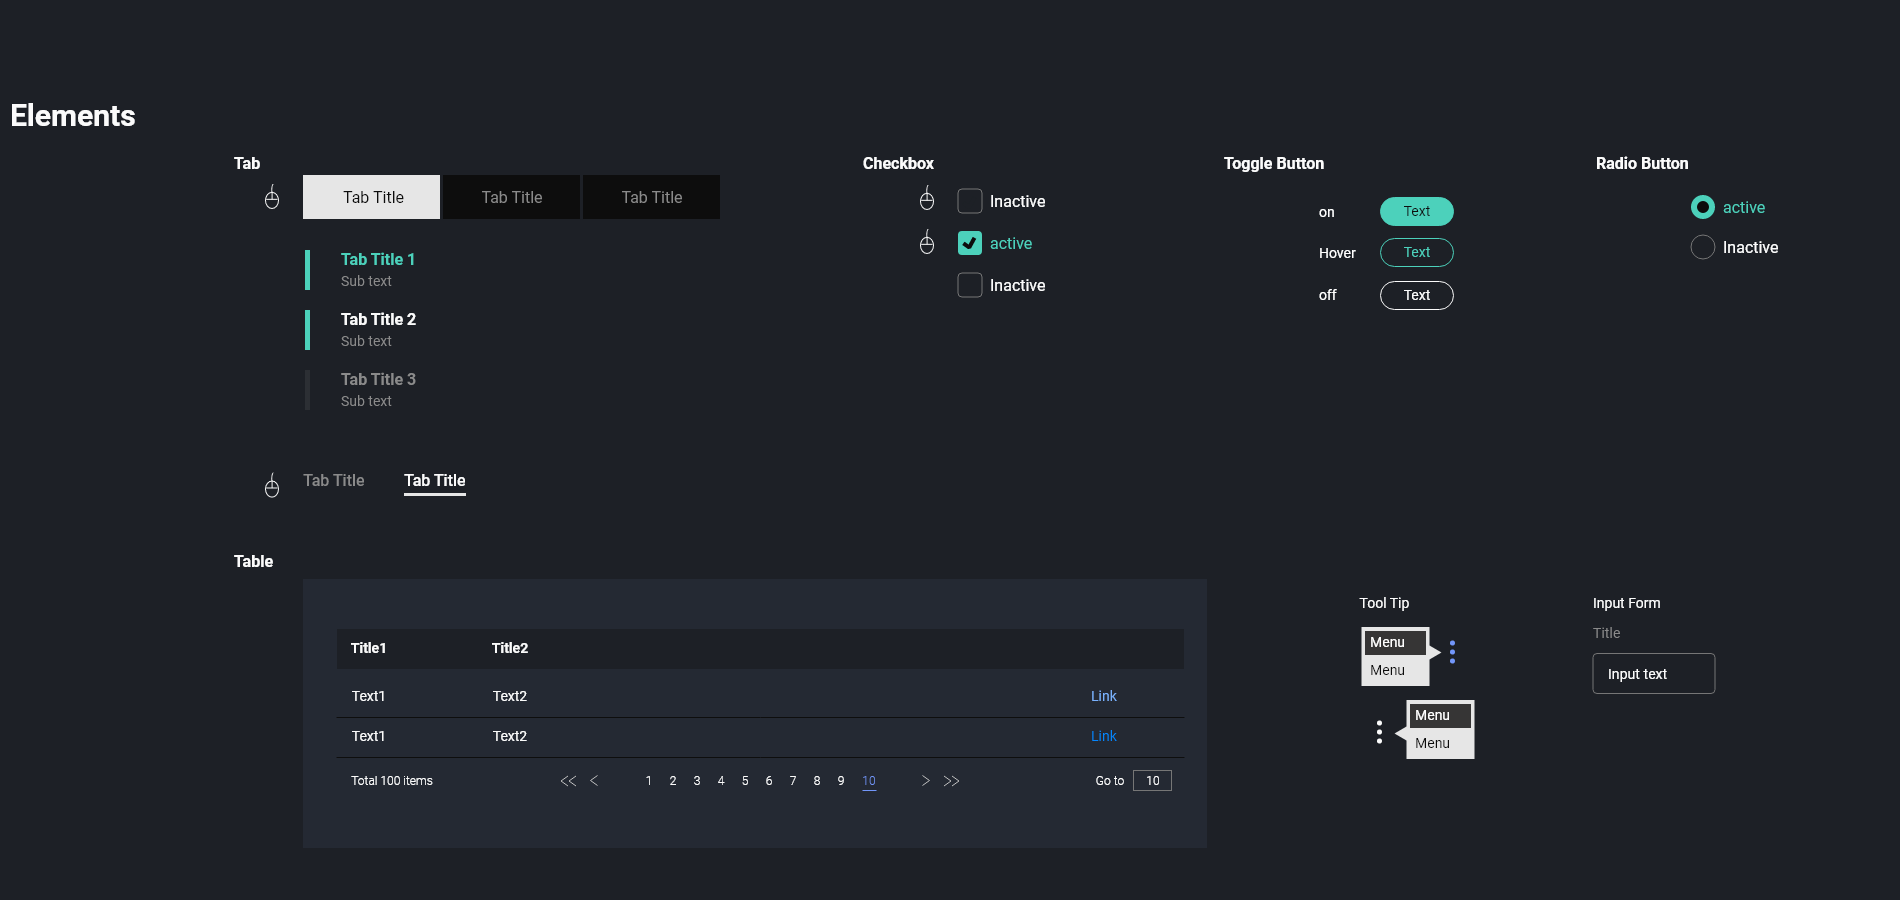 Elements
Tab
Tab Title Tab Title Tab Title
Tab Title 1
Sub text
Tab Title 2
Sub text
Tab Title 3
Sub text
Tab Title Tab Title
Checkbox
Inactive
active
Inactive
Toggle Button
on Text
Hover Text
off Text
Radio Button
active
Inactive
Table
Title1 Title2
Text1 Text2 Link
Text1 Text2 Link
Total 100 items << < 1 2 3 4 5 6 7 8 9 10 > >> Go to 10
Tool Tip
Menu
Menu
Menu
Menu
Input Form
Title
Input text